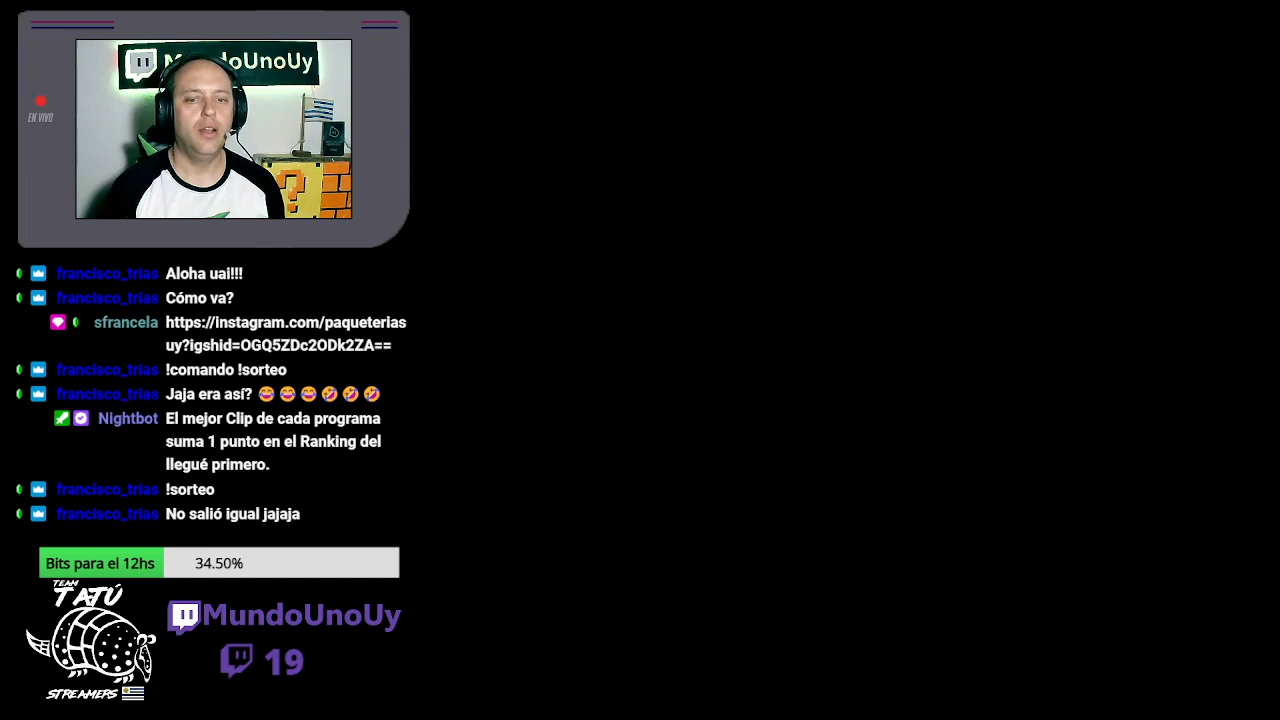 MundoUnoUy
EN VIVO
francisco_trias Aloha uai!!!
francisco_trias Cómo va?
sfrancela https://instagram.com/paqueterias
uy?igshid=OGQ5ZDc2ODk2ZA==
francisco_trias !comando !sorteo
francisco_trias Jaja era así? 😂 😂 😂 🤣 🤣 🤣
Nightbot El mejor Clip de cada programa
suma 1 punto en el Ranking del
llegué primero.
francisco_trias !sorteo
francisco_trias No salió igual jajaja
Bits para el 12hs 34.50%
TEAM
TATÚ
STREAMERS
MundoUnoUy
19